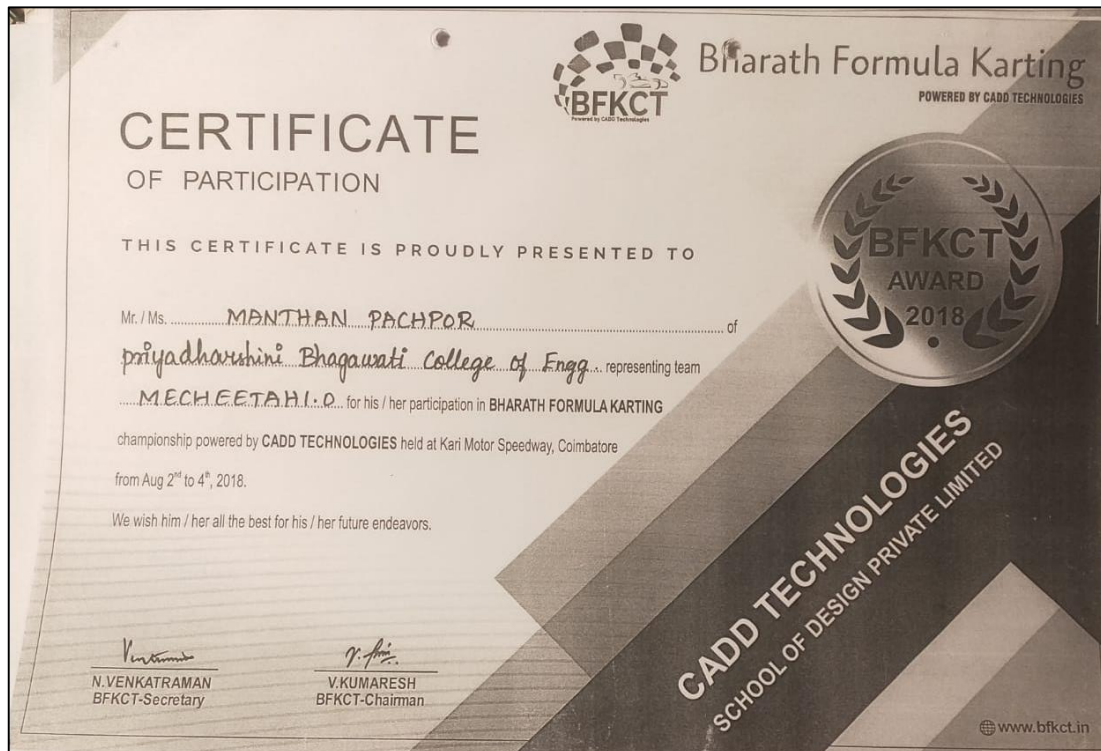 BFKCT
Powered by CADD Technologies
Bharath Formula Karting
POWERED BY CADD TECHNOLOGIES
CERTIFICATE
OF PARTICIPATION
THIS CERTIFICATE IS PROUDLY PRESENTED TO
BFKCT
AWARD
2018
Mr. / Ms. MANTHAN PACHPOR of
priyadharshini Bhagawati College of Engg.. representing team
MECHEETAH1.0 for his / her participation in BHARATH FORMULA KARTING
championship powered by CADD TECHNOLOGIES held at Kari Motor Speedway, Coimbatore
from Aug 2nd to 4th, 2018.
We wish him / her all the best for his / her future endeavors.
CADD TECHNOLOGIES
SCHOOL OF DESIGN PRIVATE LIMITED
N.VENKATRAMAN
BFKCT-Secretary
V.KUMARESH
BFKCT-Chairman
www.bfkct.in